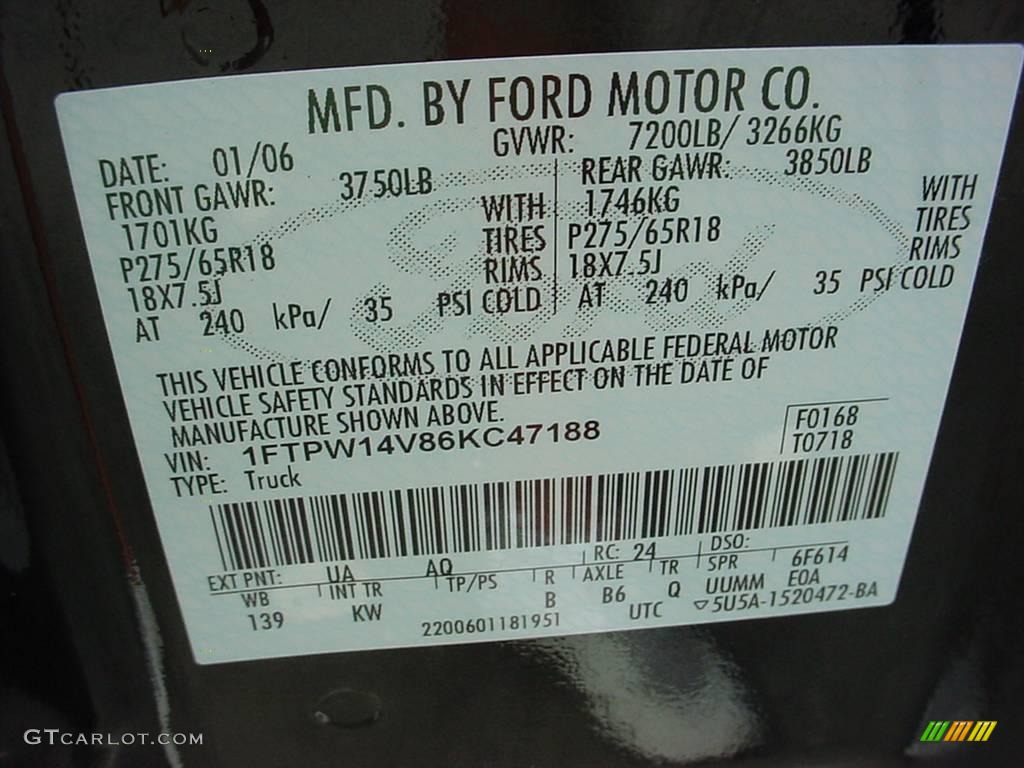 MFD. BY FORD MOTOR CO.
DATE: 01/06 GVWR: 7200LB/ 3266KG
FRONT GAWR: 3750LB REAR GAWR: 3850LB
1701KG WITH 1746KG WITH
P275/65R18 TIRES P275/65R18 TIRES
18X7.5J RIMS 18X7.5J RIMS
AT 240 kPa/ 35 PSI COLD AT 240 kPa/ 35 PSI COLD
THIS VEHICLE CONFORMS TO ALL APPLICABLE FEDERAL MOTOR
VEHICLE SAFETY STANDARDS IN EFFECT ON THE DATE OF
MANUFACTURE SHOWN ABOVE.
VIN: 1FTPW14V86KC47188 F0168
TYPE: Truck T0718
EXT PNT: UA AQ RC: 24 DSO:
WB INT TR TP/PS R AXLE TR SPR 6F614
139 KW B B6 Q UUMM E0A
2200601181951 UTC ▽5U5A-1520472-BA
GTCARLOT.COM